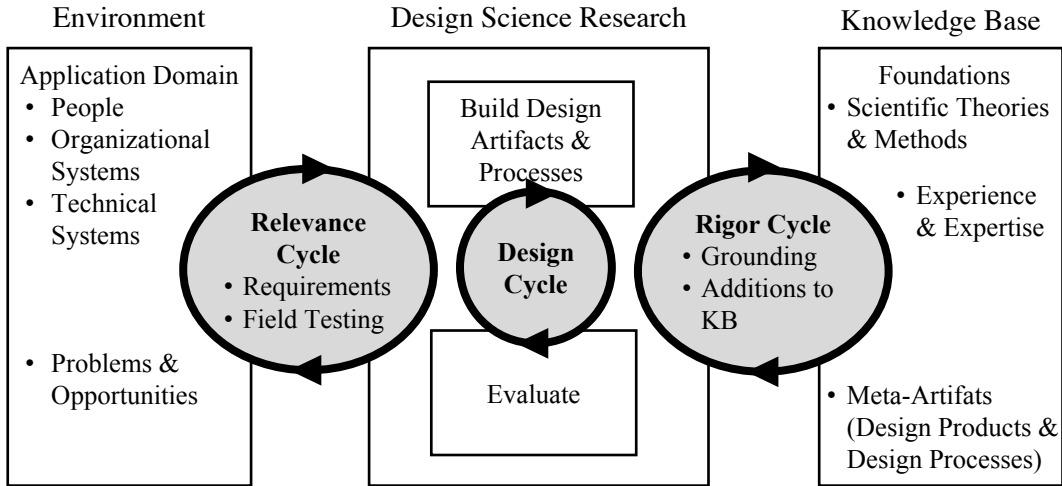 Environment
Design Science Research
Knowledge Base
Application Domain
• People
• Organizational
Systems
• Technical
Systems
• Problems &
Opportunities
Relevance
Cycle
• Requirements
• Field Testing
Build Design
Artifacts &
Processes
Design
Cycle
Evaluate
Rigor Cycle
• Grounding
• Additions to
KB
Foundations
• Scientific Theories
& Methods
• Experience
& Expertise
• Meta-Artifats
(Design Products &
Design Processes)